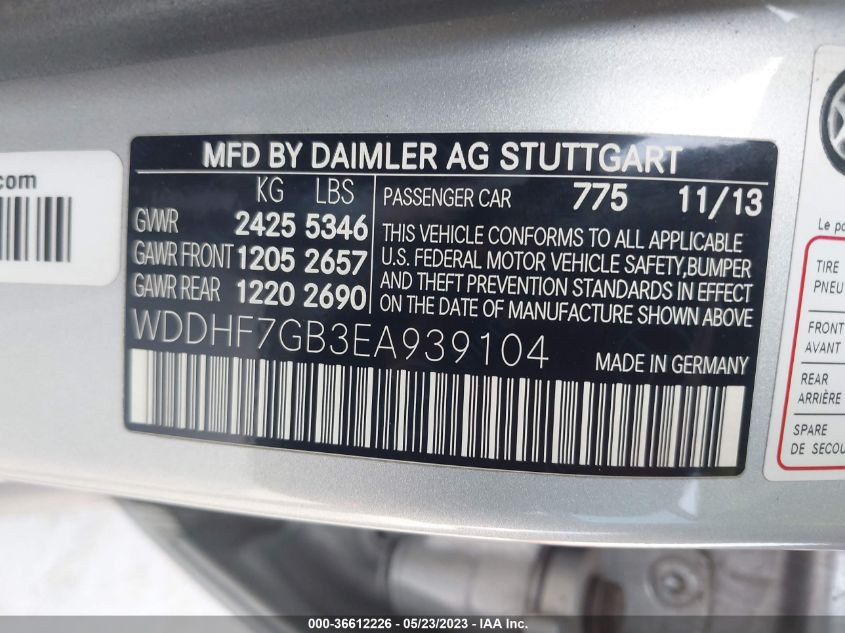 .com
MFD BY DAIMLER AG STUTTGART
KG LBS
GVWR 2425 5346
GAWR FRONT 1205 2657
GAWR REAR 1220 2690
PASSENGER CAR 775 11/13
THIS VEHICLE CONFORMS TO ALL APPLICABLE
U.S. FEDERAL MOTOR VEHICLE SAFETY,BUMPER
AND THEFT PREVENTION STANDARDS IN EFFECT
ON THE DATE OF MANUFACTURE SHOWN ABOVE
WDDHF7GB3EA939104
MADE IN GERMANY
Le po
TIRE
PNEU
FRONT
AVANT
REAR
ARRIÈRE
SPARE
DE SECOU
000-36612226 - 05/23/2023 - IAA Inc.